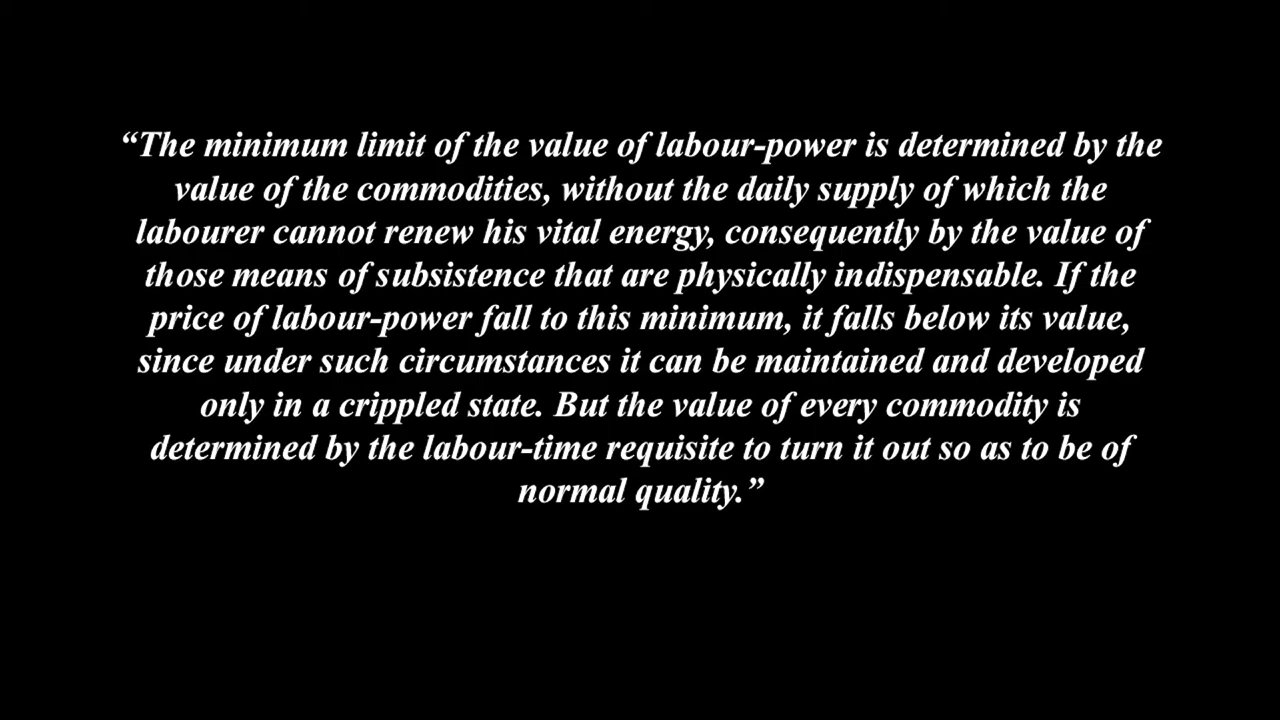 “The minimum limit of the value of labour-power is determined by the
value of the commodities, without the daily supply of which the
labourer cannot renew his vital energy, consequently by the value of
those means of subsistence that are physically indispensable. If the
price of labour-power fall to this minimum, it falls below its value,
since under such circumstances it can be maintained and developed
only in a crippled state. But the value of every commodity is
determined by the labour-time requisite to turn it out so as to be of
normal quality.”